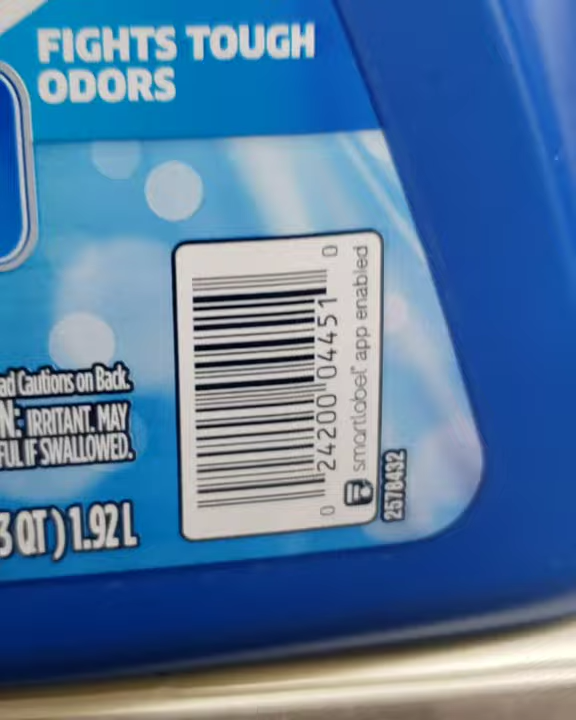 FIGHTS TOUGH
ODORS
ad Cautions on Back.
N: IRRITANT. MAY
FUL IF SWALLOWED.
3 QT) 1.92L
0 24200 04451 0
smartlabel app enabled
2578432